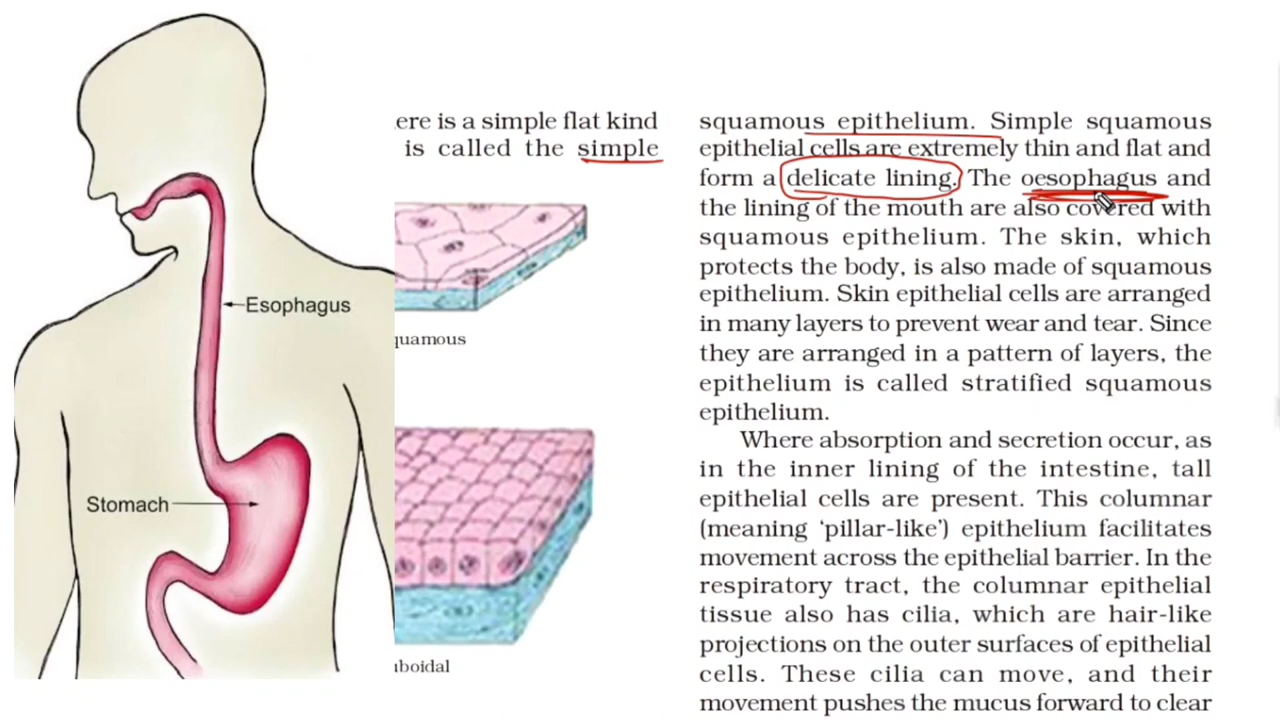 Esophagus
Stomach
ere is a simple flat kind
is called the simple
quamous
uboidal
squamous epithelium. Simple squamous
epithelial cells are extremely thin and flat and
form a delicate lining. The oesophagus and
the lining of the mouth are also covered with
squamous epithelium. The skin, which
protects the body, is also made of squamous
epithelium. Skin epithelial cells are arranged
in many layers to prevent wear and tear. Since
they are arranged in a pattern of layers, the
epithelium is called stratified squamous
epithelium.
Where absorption and secretion occur, as
in the inner lining of the intestine, tall
epithelial cells are present. This columnar
(meaning ‘pillar-like’) epithelium facilitates
movement across the epithelial barrier. In the
respiratory tract, the columnar epithelial
tissue also has cilia, which are hair-like
projections on the outer surfaces of epithelial
cells. These cilia can move, and their
movement pushes the mucus forward to clear